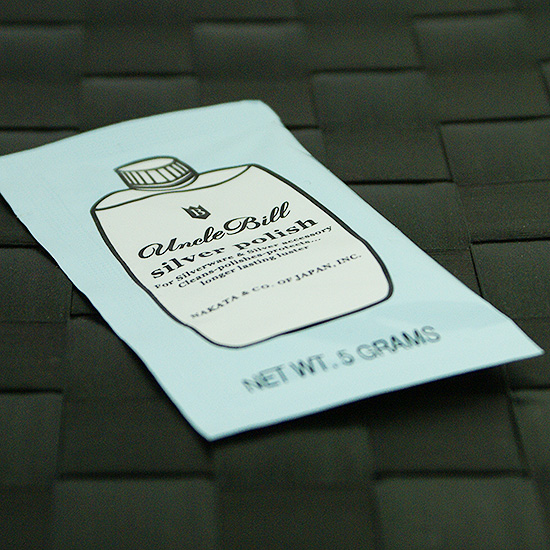 Uncle Bill
silver polish
For Silverware & Silver accessory
Cleans-polishes-protects...
longer lasting luster
NAKATA & CO. OF JAPAN, INC.
NET WT. 5 GRAMS